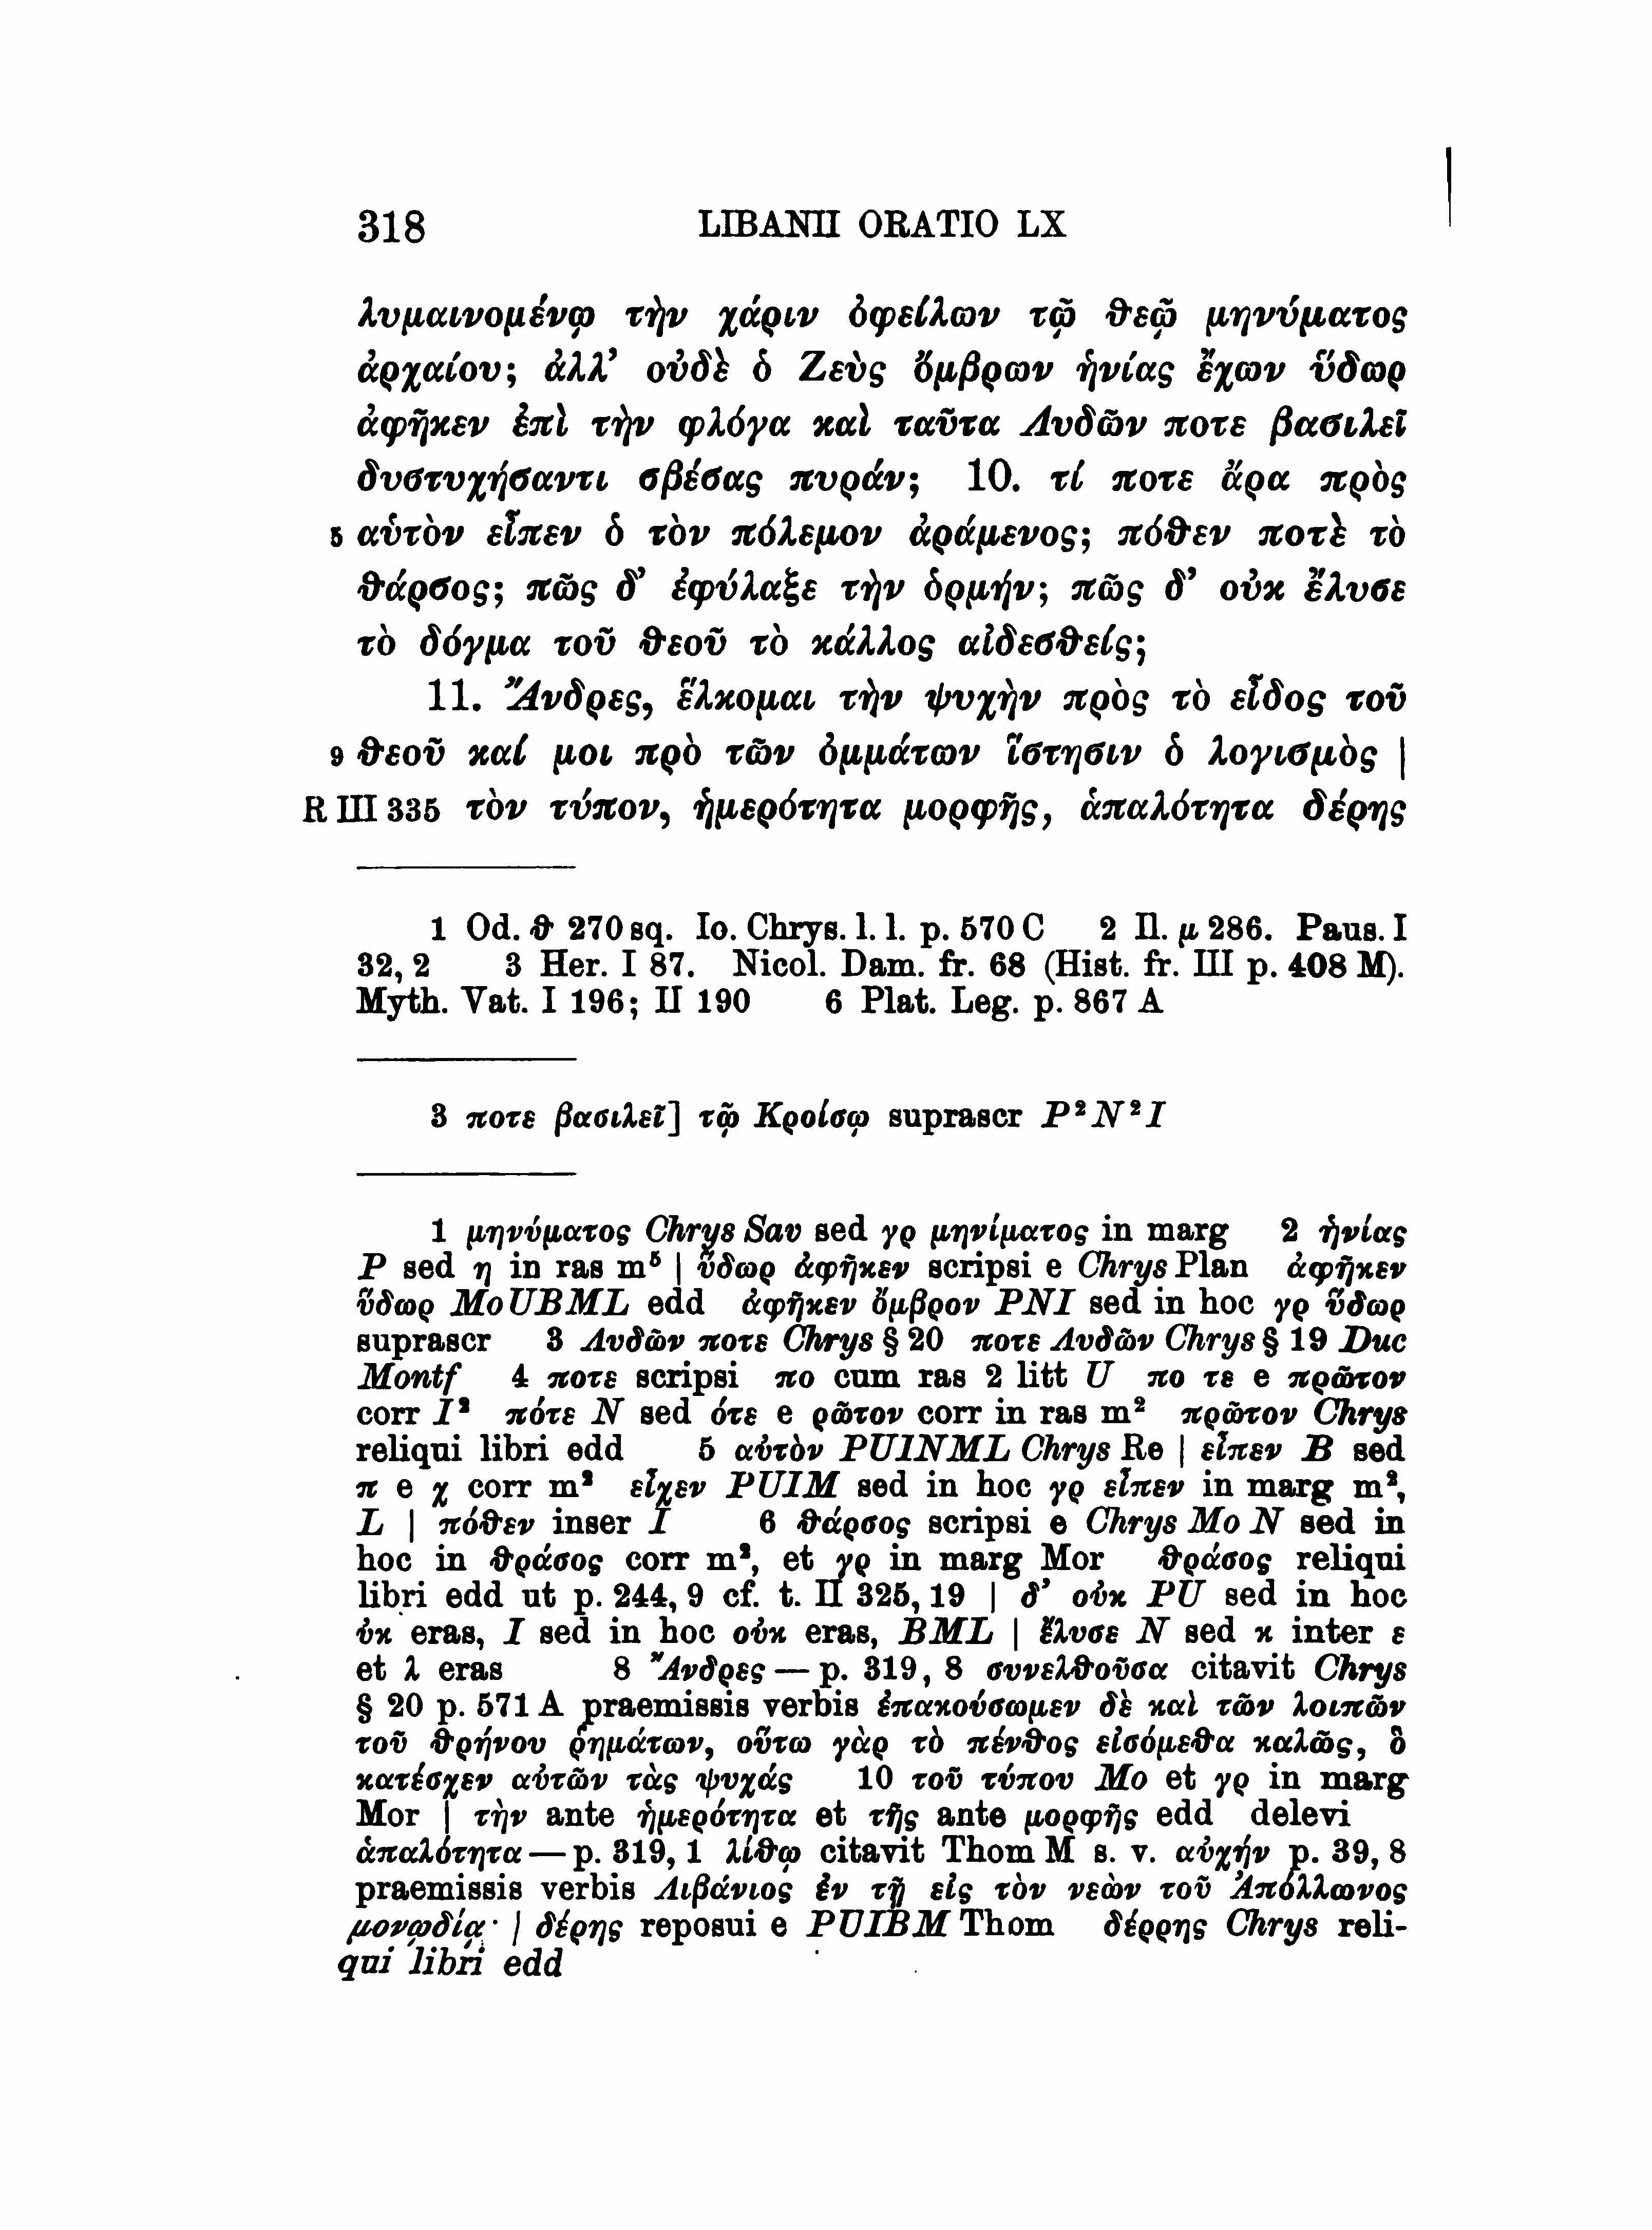 318 LIBANII ORATIO LX
λυμαινομένῳ τὴν χάριν ὀφείλων τῷ θεῷ μηνύματος
ἀρχαίου; ἀλλ’ οὐδὲ ὁ Ζεὺς ὄμβρων ἡνίας ἔχων ὕδωρ
ἀφῆκεν ἐπὶ τὴν φλόγα καὶ ταῦτα Λυδῶν ποτε βασιλεῖ
δυστυχήσαντι σβέσας πυράν; 10. τί ποτε ἄρα πρὸς
5 αὑτὸν εἶπεν ὁ τὸν πόλεμον ἀράμενος; πόθεν ποτὲ τὸ
θάρσος; πῶς δ’ ἐφύλαξε τὴν ὁρμήν; πῶς δ’ οὐκ ἔλυσε
τὸ δόγμα τοῦ θεοῦ τὸ κάλλος αἰδεσθείς;
11. Ἄνδρες, ἕλκομαι τὴν ψυχὴν πρὸς τὸ εἶδος τοῦ
9 θεοῦ καί μοι πρὸ τῶν ὀμμάτων ἵστησιν ὁ λογισμὸς |
R III 335 τὸν τύπον, ἡμερότητα μορφῆς, ἁπαλότητα δέρης
1 Od. θ 270 sq. Io. Chrys. l. l. p. 570 C 2 Il. μ 286. Paus. I
32, 2 3 Her. I 87. Nicol. Dam. fr. 68 (Hist. fr. III p. 408 M).
Myth. Vat. I 196; II 190 6 Plat. Leg. p. 867 A
3 ποτε βασιλεῖ] τῷ Κροίσῳ suprascr P² N² I
1 μηνύματος Chrys Sav sed γρ μηνίματος in marg 2 ἡνίας
P sed η in ras m⁵ | ὕδωρ ἀφῆκεν scripsi e Chrys Plan ἀφῆκεν
ὕδωρ Mo UBML edd ἀφῆκεν ὄμβρον PNI sed in hoc γρ ὕδωρ
suprascr 3 Λυδῶν ποτε Chrys § 20 ποτε Λυδῶν Chrys § 19 Duc
Montf 4 ποτε scripsi πο cum ras 2 litt U πο τε e πρῶτον
corr I² πότε N sed ότε e ρῶτον corr in ras m² πρῶτον Chrys
reliqui libri edd 5 αὐτὸν PUINML Chrys Re | εἶπεν B sed
π e χ corr m² εἶχεν PUIM sed in hoc γρ εἶπεν in marg m²,
L | πόθεν inser I 6 θάρσος scripsi e Chrys Mo N sed in
hoc in θράσος corr m², et γρ in marg Mor θράσος reliqui
libri edd ut p. 244, 9 cf. t. II 325, 19 | δ’ οὐκ PU sed in hoc
ὐκ eras, I sed in hoc οὐκ eras, BML | ἔλυσε N sed κ inter ε
et λ eras 8 Ἄνδρες — p. 319, 8 συνελθοῦσα citavit Chrys
§ 20 p. 571 A praemissis verbis ἐπακούσωμεν δὲ καὶ τῶν λοιπῶν
τοῦ θρήνου ῥημάτων, οὕτω γὰρ τὸ πένθος εἰσόμεθα καλῶς, ὃ
κατέσχεν αὐτῶν τὰς ψυχάς 10 τοῦ τύπου Mo et γρ in marg
Mor | τὴν ante ἡμερότητα et τῆς ante μορφῆς edd delevi
ἁπαλότητα — p. 319, 1 λίθῳ citavit Thom M s. v. αὐχήν p. 39, 8
praemissis verbis Λιβάνιος ἐν τῇ εἰς τὸν νεὼν τοῦ Ἀπόλλωνος
μονῳδίᾳ· | δέρης reposui e PUIBM Thom δέρρης Chrys reli-
qui libri edd